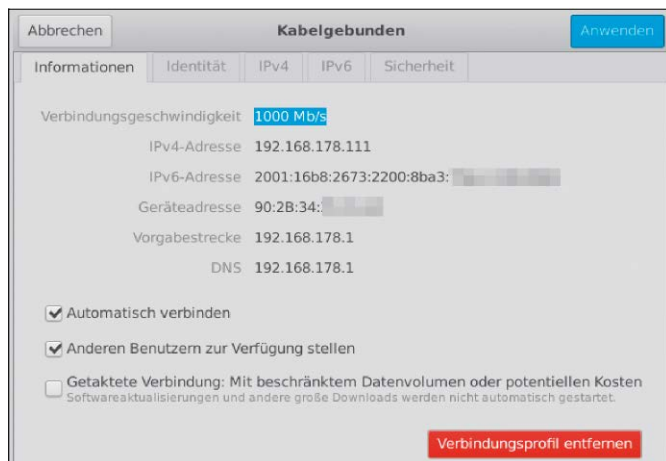 Abbrechen Kabelgebunden Anwenden
Informationen Identität IPv4 IPv6 Sicherheit
Verbindungsgeschwindigkeit 1000 Mb/s
IPv4-Adresse 192.168.178.111
IPv6-Adresse 2001:16b8:2673:2200:8ba3:
Geräteadresse 90:2B:34:
Vorgabestrecke 192.168.178.1
DNS 192.168.178.1
Automatisch verbinden
Anderen Benutzern zur Verfügung stellen
Getaktete Verbindung: Mit beschränktem Datenvolumen oder potentiellen Kosten
Softwareaktualisierungen und andere große Downloads werden nicht automatisch gestartet.
Verbindungsprofil entfernen